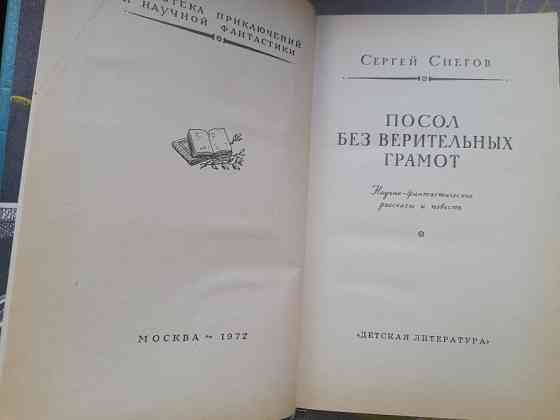 ТЕКА ПРИКЛЮЧЕНИЙ
И НАУЧНОЙ ФАНТАСТИКИ
МОСКВА ~ 1972
СЕРГЕЙ СНЕГОВ
ПОСОЛ
БЕЗ ВЕРИТЕЛЬНЫХ
ГРАМОТ
Научно-фантастические
рассказы и повесть
«ДЕТСКАЯ ЛИТЕРАТУРА»